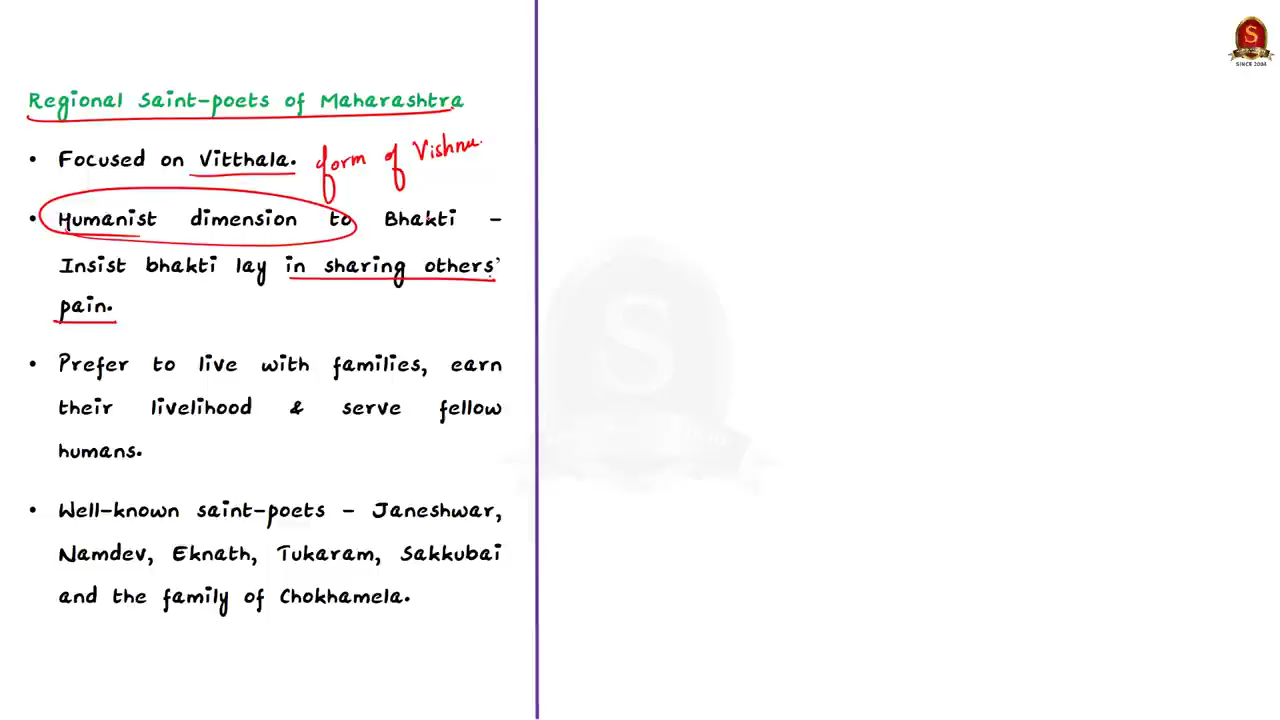 S
SINCE 2004
Regional Saint-poets of Maharashtra
• Focused on Vitthala. form of Vishnu.
• Humanist dimension to Bhakti -
Insist bhakti lay in sharing others'
pain.
• Prefer to live with families, earn
their livelihood & serve fellow
humans.
• Well-known saint-poets - Janeshwar,
Namdev, Eknath, Tukaram, Sakkubai
and the family of Chokhamela.
S